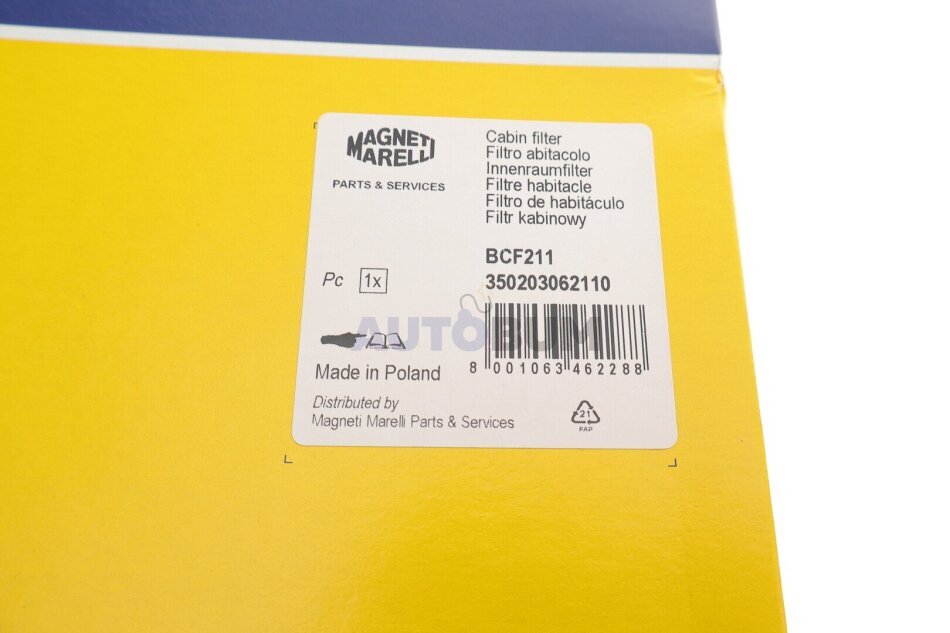 MAGNETI
MARELLI
PARTS & SERVICES
Cabin filter
Filtro abitacolo
Innenraumfilter
Filtre habitacle
Filtro de habitáculo
Filtr kabinowy
BCF211
350203062110
Pc 1x
AUTOBUM
8 001063 462288
Made in Poland
Distributed by
Magneti Marelli Parts & Services
21
PAP